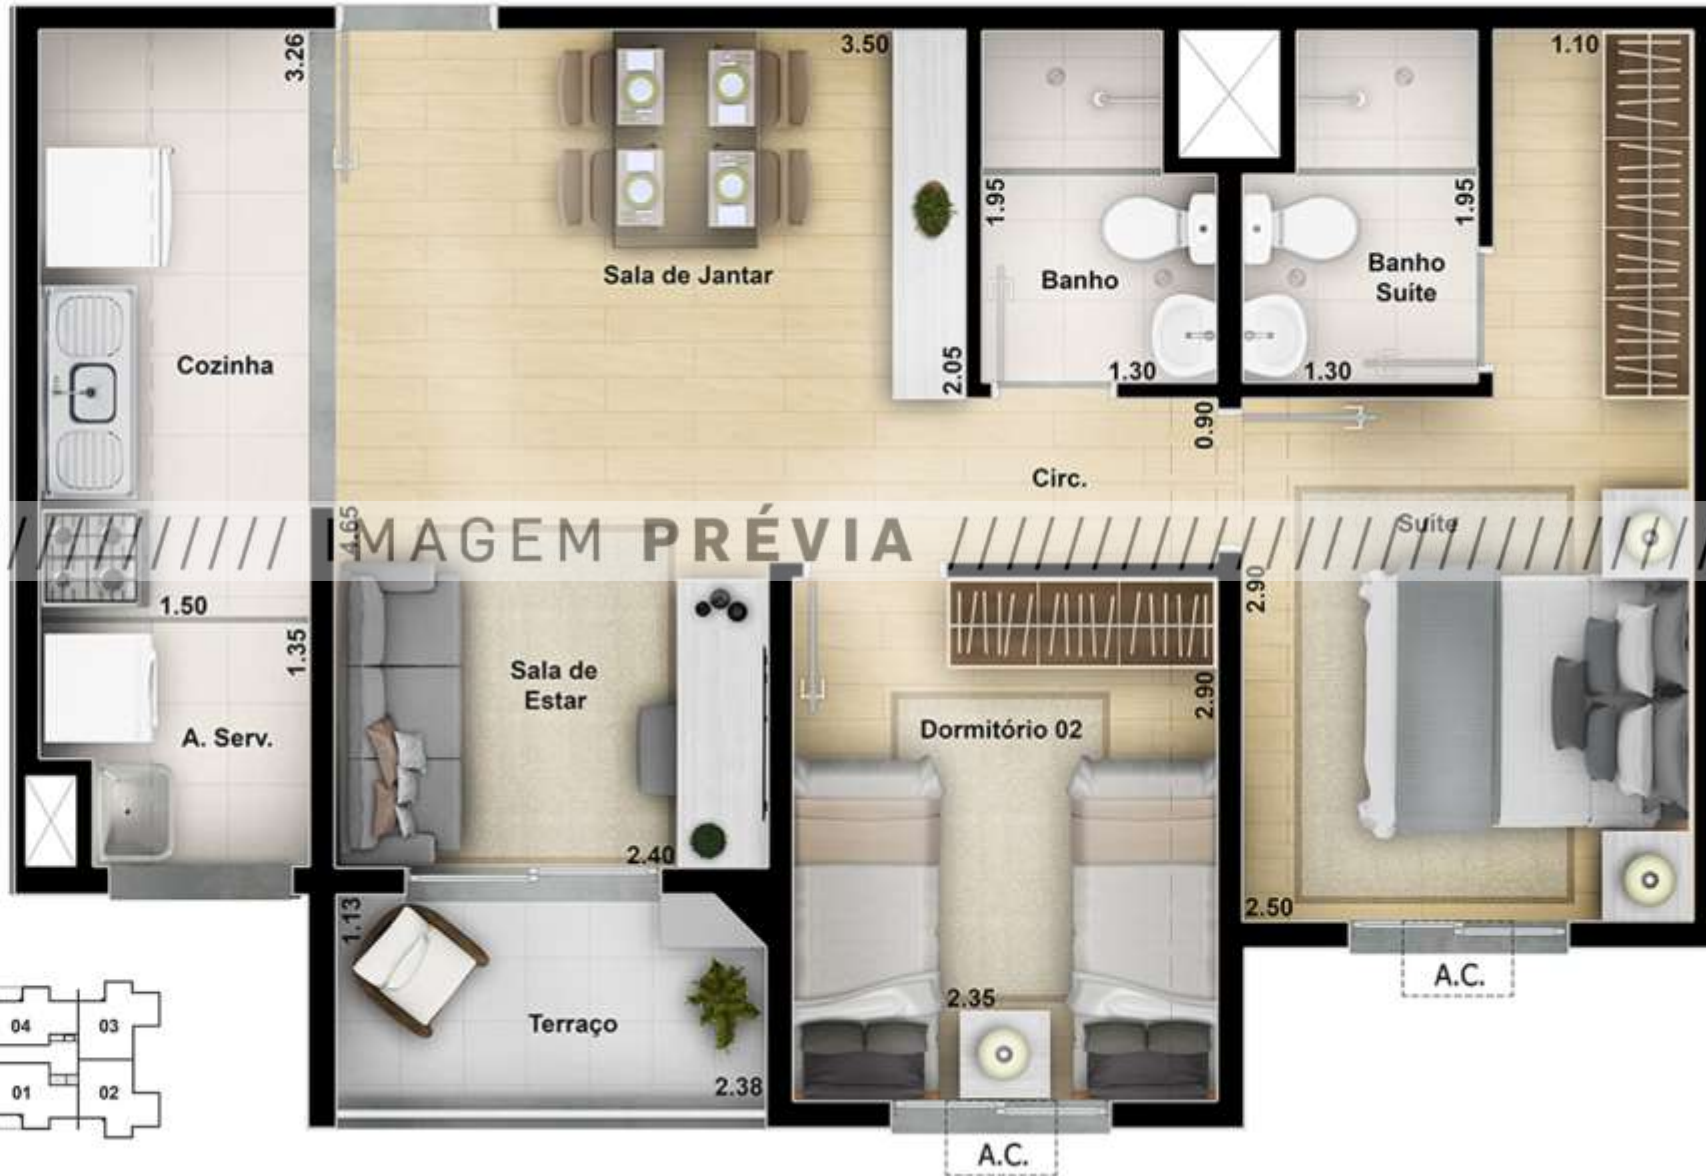 3.26
3.50
1.10
1.95
1.95
Sala de Jantar
Banho
Banho
Suíte
Cozinha
2.05
1.30
1.30
0.90
Circ.
4.65
///////// IMAGEM PRÉVIA /////////////////////
Suíte
1.50
2.90
1.35
Sala de
Estar
2.90
Dormitório 02
A. Serv.
2.40
2.50
1.13
A.C.
2.35
Terraço
2.38
A.C.
04
03
01
02